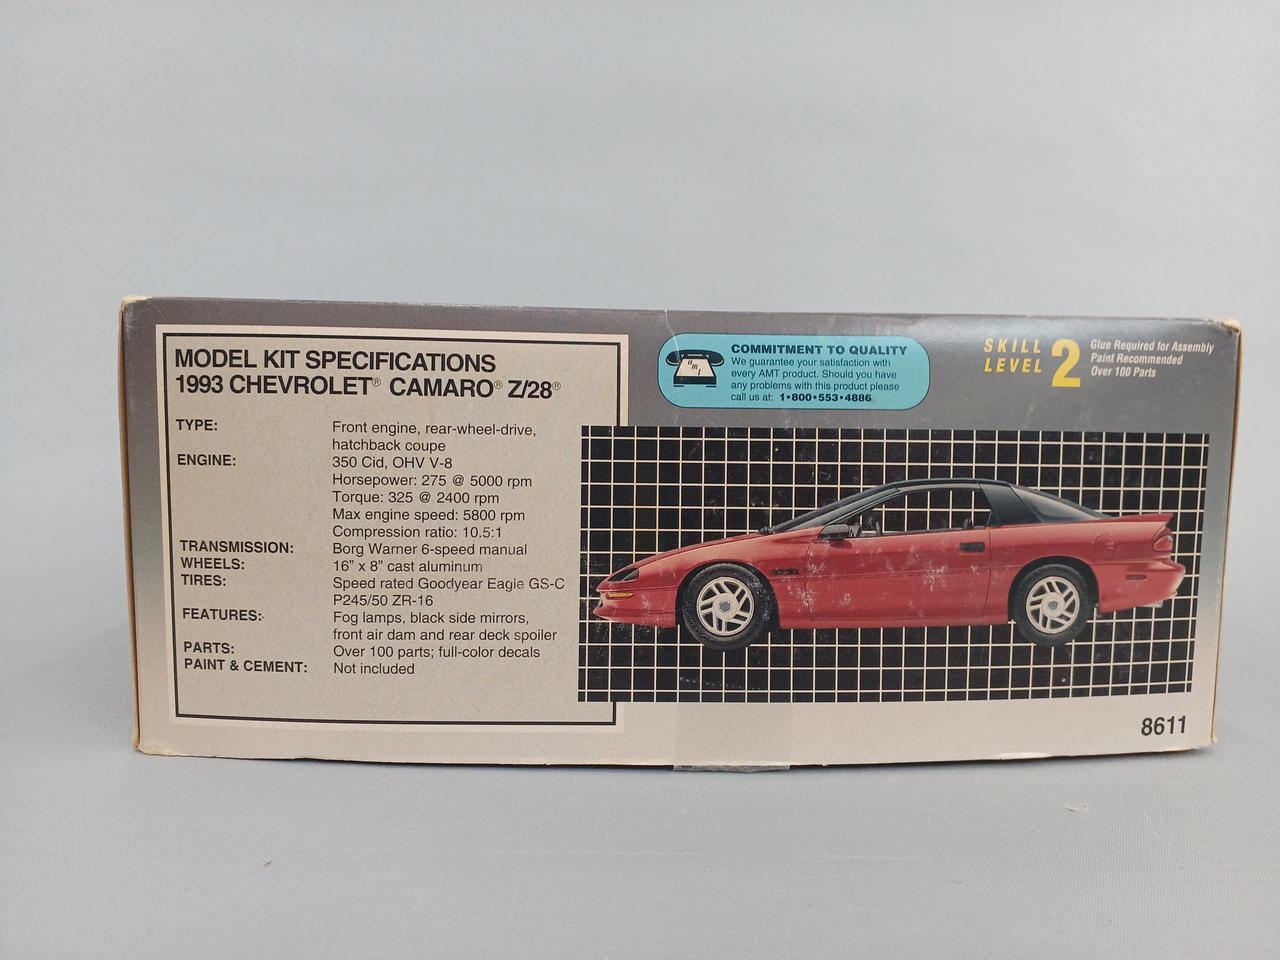 MODEL KIT SPECIFICATIONS
1993 CHEVROLET® CAMARO® Z/28®
TYPE: Front engine, rear-wheel-drive,
hatchback coupe
ENGINE: 350 Cid, OHV V-8
Horsepower: 275 @ 5000 rpm
Torque: 325 @ 2400 rpm
Max engine speed: 5800 rpm
Compression ratio: 10.5:1
TRANSMISSION: Borg Warner 6-speed manual
WHEELS: 16” x 8” cast aluminum
TIRES: Speed rated Goodyear Eagle GS-C
P245/50 ZR-16
FEATURES: Fog lamps, black side mirrors,
front air dam and rear deck spoiler
PARTS: Over 100 parts; full-color decals
PAINT & CEMENT: Not included
amt
COMMITMENT TO QUALITY
We guarantee your satisfaction with
every AMT product. Should you have
any problems with this product please
call us at: 1•800•553•4886
SKILL
LEVEL 2
Glue Required for Assembly
Paint Recommended
Over 100 Parts
Z28
8611